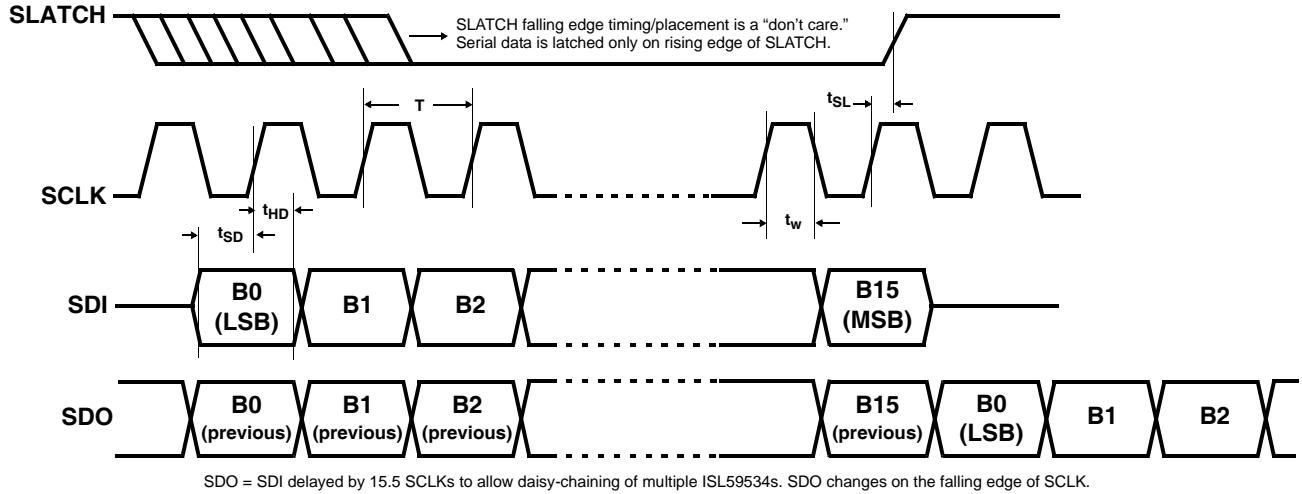 SLATCH
SLATCH falling edge timing/placement is a “don't care.”
Serial data is latched only on rising edge of SLATCH.
T
tSL
SCLK
tHD
tSD
tw
SDI
B0
(LSB)
B1
B2
B15
(MSB)
SDO
B0
(previous)
B1
(previous)
B2
(previous)
B15
(previous)
B0
(LSB)
B1
B2
SDO = SDI delayed by 15.5 SCLKs to allow daisy-chaining of multiple ISL59534s. SDO changes on the falling edge of SCLK.